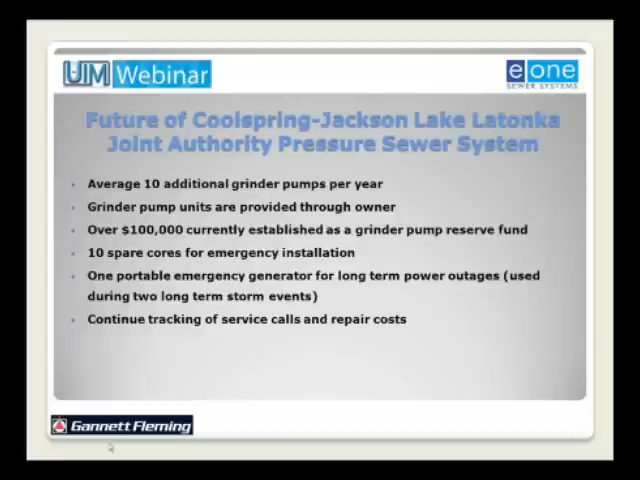 UIM Webinar
e one
SEWER SYSTEMS
Future of Coolspring-Jackson Lake Latonka
Joint Authority Pressure Sewer System
Average 10 additional grinder pumps per year
Grinder pump units are provided through owner
Over $100,000 currently established as a grinder pump reserve fund
10 spare cores for emergency installation
One portable emergency generator for long term power outages (used
during two long term storm events)
Continue tracking of service calls and repair costs
Gannett Fleming